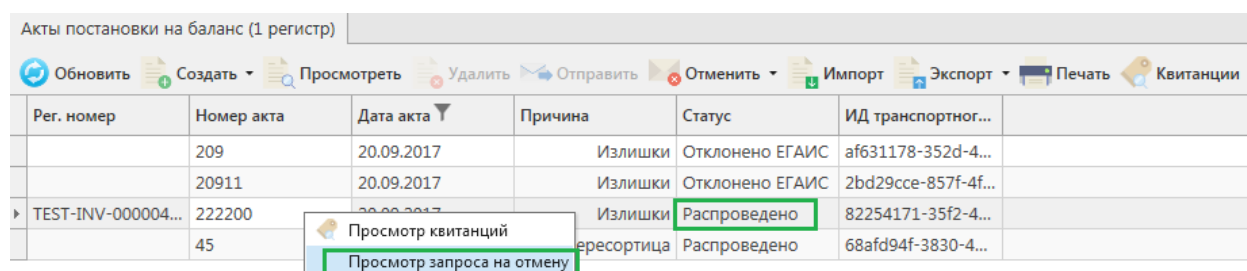 Акты постановки на баланс (1 регистр)
Обновить Создать Просмотреть Удалить Отправить Отменить Импорт Экспорт Печать Квитанции
Рег. номер Номер акта Дата акта Причина Статус ИД транспортног...
209 20.09.2017 Излишки Отклонено ЕГАИС af631178-352d-4...
20911 20.09.2017 Излишки Отклонено ЕГАИС 2bd29cce-857f-4f...
TEST-INV-000004... 222200 20.09.2017 Излишки Распроведено 82254171-35f2-4...
Просмотр квитанций
45 ересортица Распроведено 68afd94f-3830-4...
Просмотр запроса на отмену